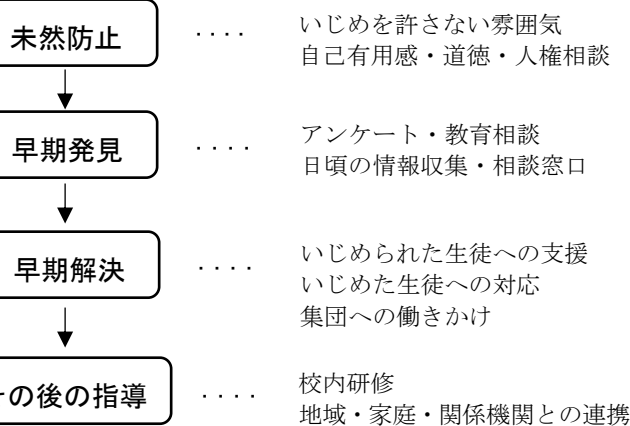 未然防止
‥‥
いじめを許さない雰囲気
自己有用感・道徳・人権相談
早期発見
‥‥
アンケート・教育相談
日頃の情報収集・相談窓口
早期解決
‥‥
いじめられた生徒への支援
いじめた生徒への対応
集団への働きかけ
の後の指導
‥‥
校内研修
地域・家庭・関係機関との連携